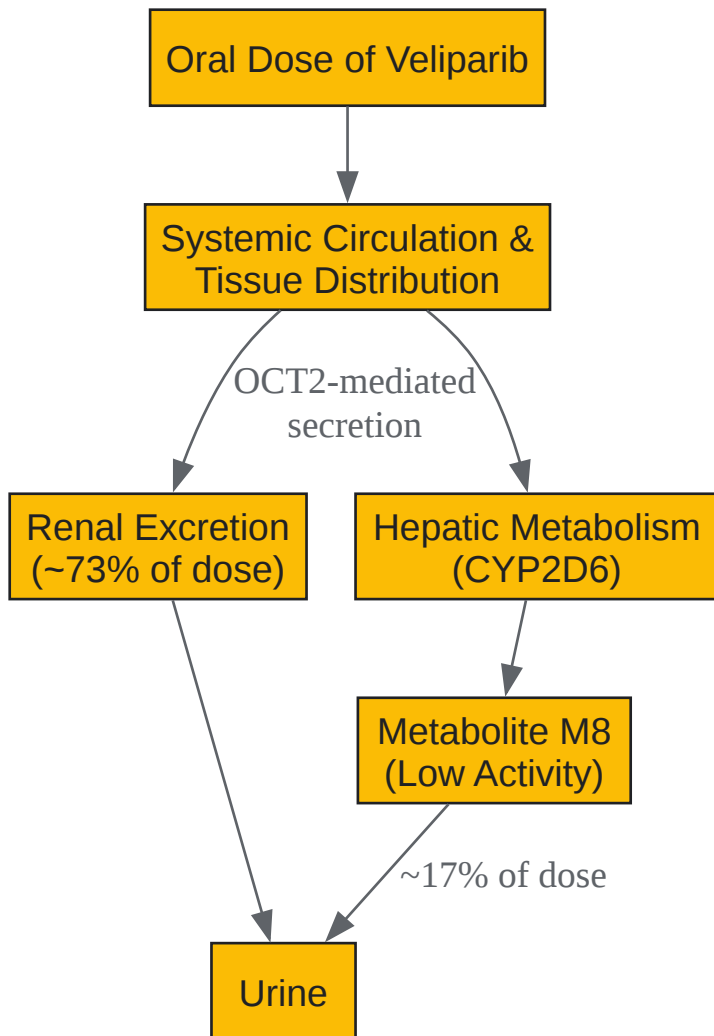 Oral Dose of Veliparib
Systemic Circulation &
Tissue Distribution
OCT2-mediated
secretion
Renal Excretion
(~73% of dose)
Hepatic Metabolism
(CYP2D6)
Metabolite M8
(Low Activity)
~17% of dose
Urine